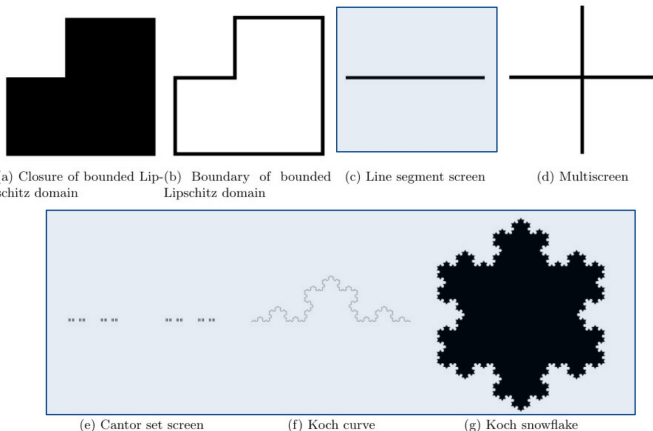 (a) Closure of bounded Lip- (b) Boundary of bounded (c) Line segment screen (d) Multiscreen
schitz domain Lipschitz domain
(e) Cantor set screen (f) Koch curve (g) Koch snowflake